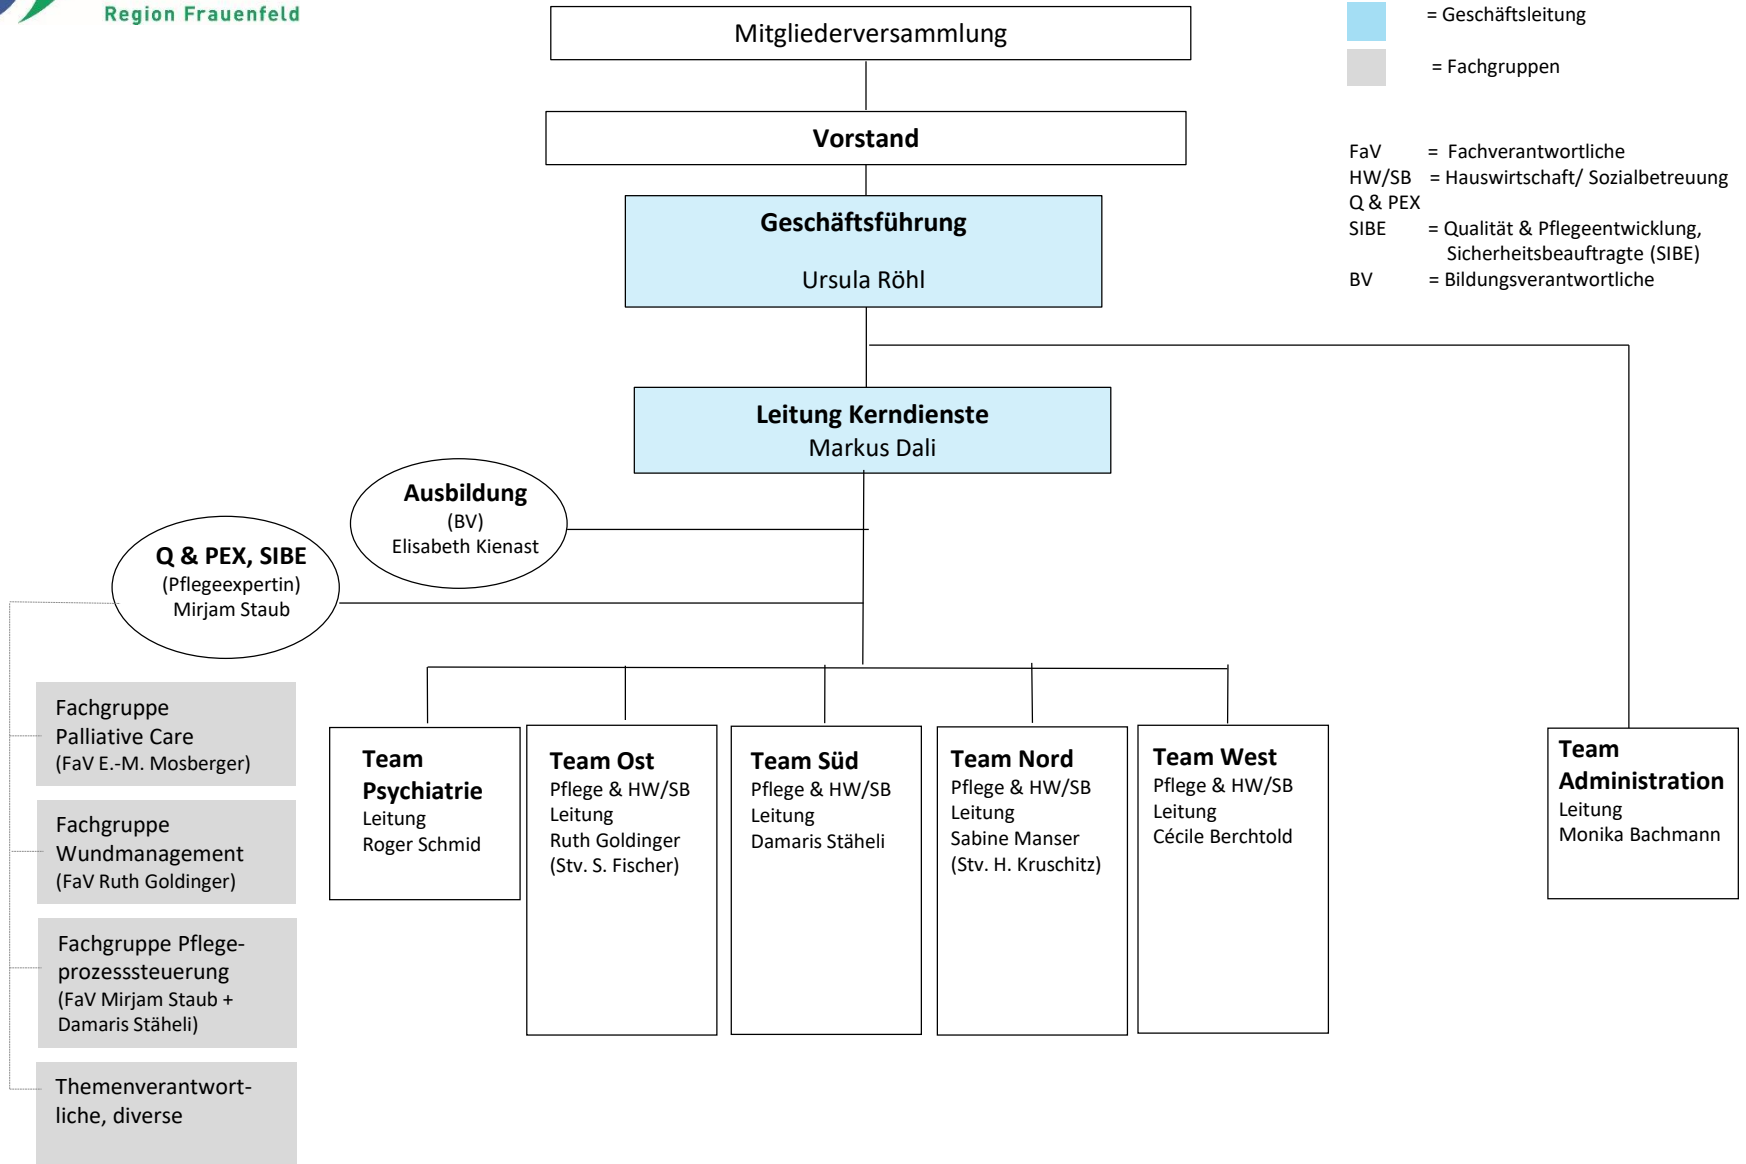 Region Frauenfeld
Mitgliederversammlung
Vorstand
Geschäftsführung
Ursula Röhl
Leitung Kerndienste
Markus Dali
= Geschäftsleitung
= Fachgruppen
FaV = Fachverantwortliche
HW/SB = Hauswirtschaft/ Sozialbetreuung
Q & PEX
SIBE = Qualität & Pflegeentwicklung,
Sicherheitsbeauftragte (SIBE)
BV = Bildungsverantwortliche
Ausbildung
(BV)
Elisabeth Kienast
Q & PEX, SIBE
(Pflegeexpertin)
Mirjam Staub
Fachgruppe
Palliative Care
(FaV E.-M. Mosberger)
Fachgruppe
Wundmanagement
(FaV Ruth Goldinger)
Fachgruppe Pflege-
prozesssteuerung
(FaV Mirjam Staub +
Damaris Stäheli)
Themenverantwort-
liche, diverse
Team
Psychiatrie
Leitung
Roger Schmid
Team Ost
Pflege & HW/SB
Leitung
Ruth Goldinger
(Stv. S. Fischer)
Team Süd
Pflege & HW/SB
Leitung
Damaris Stäheli
Team Nord
Pflege & HW/SB
Leitung
Sabine Manser
(Stv. H. Kruschitz)
Team West
Pflege & HW/SB
Leitung
Cécile Berchtold
Team
Administration
Leitung
Monika Bachmann